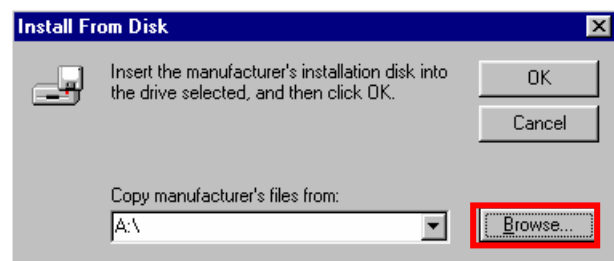 Install From Disk
Insert the manufacturer's installation disk into
the drive selected, and then click OK.
OK
Cancel
Copy manufacturer's files from:
A:\
Browse...